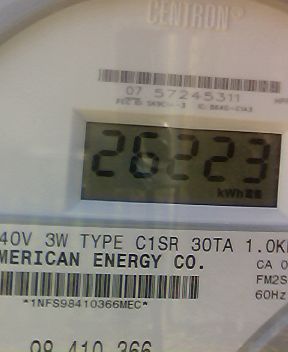 CENTRON®
07 57245311
26223
kWh
40V 3W TYPE C1SR 30TA 1.0K
MERICAN ENERGY CO.
CA 0
FM2S
60Hz
*1NFS98410366MEC*
98 410 366